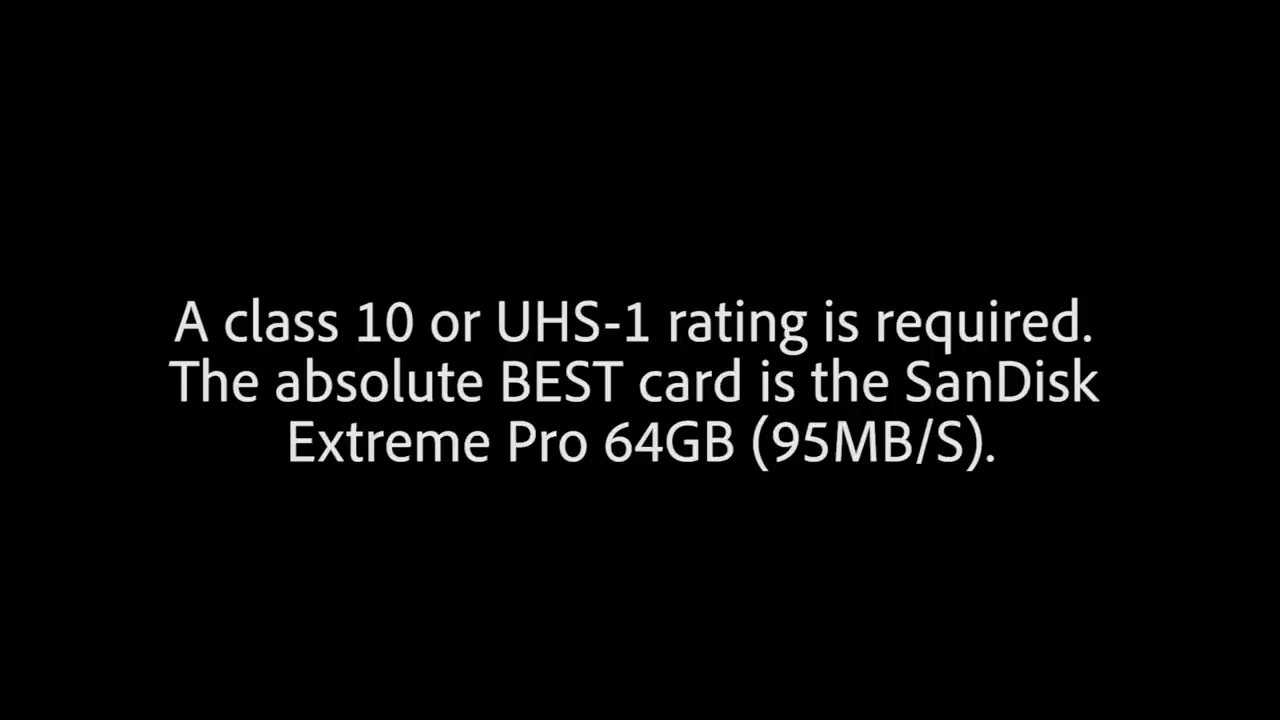 A class 10 or UHS-1 rating is required.
The absolute BEST card is the SanDisk
Extreme Pro 64GB (95MB/S).